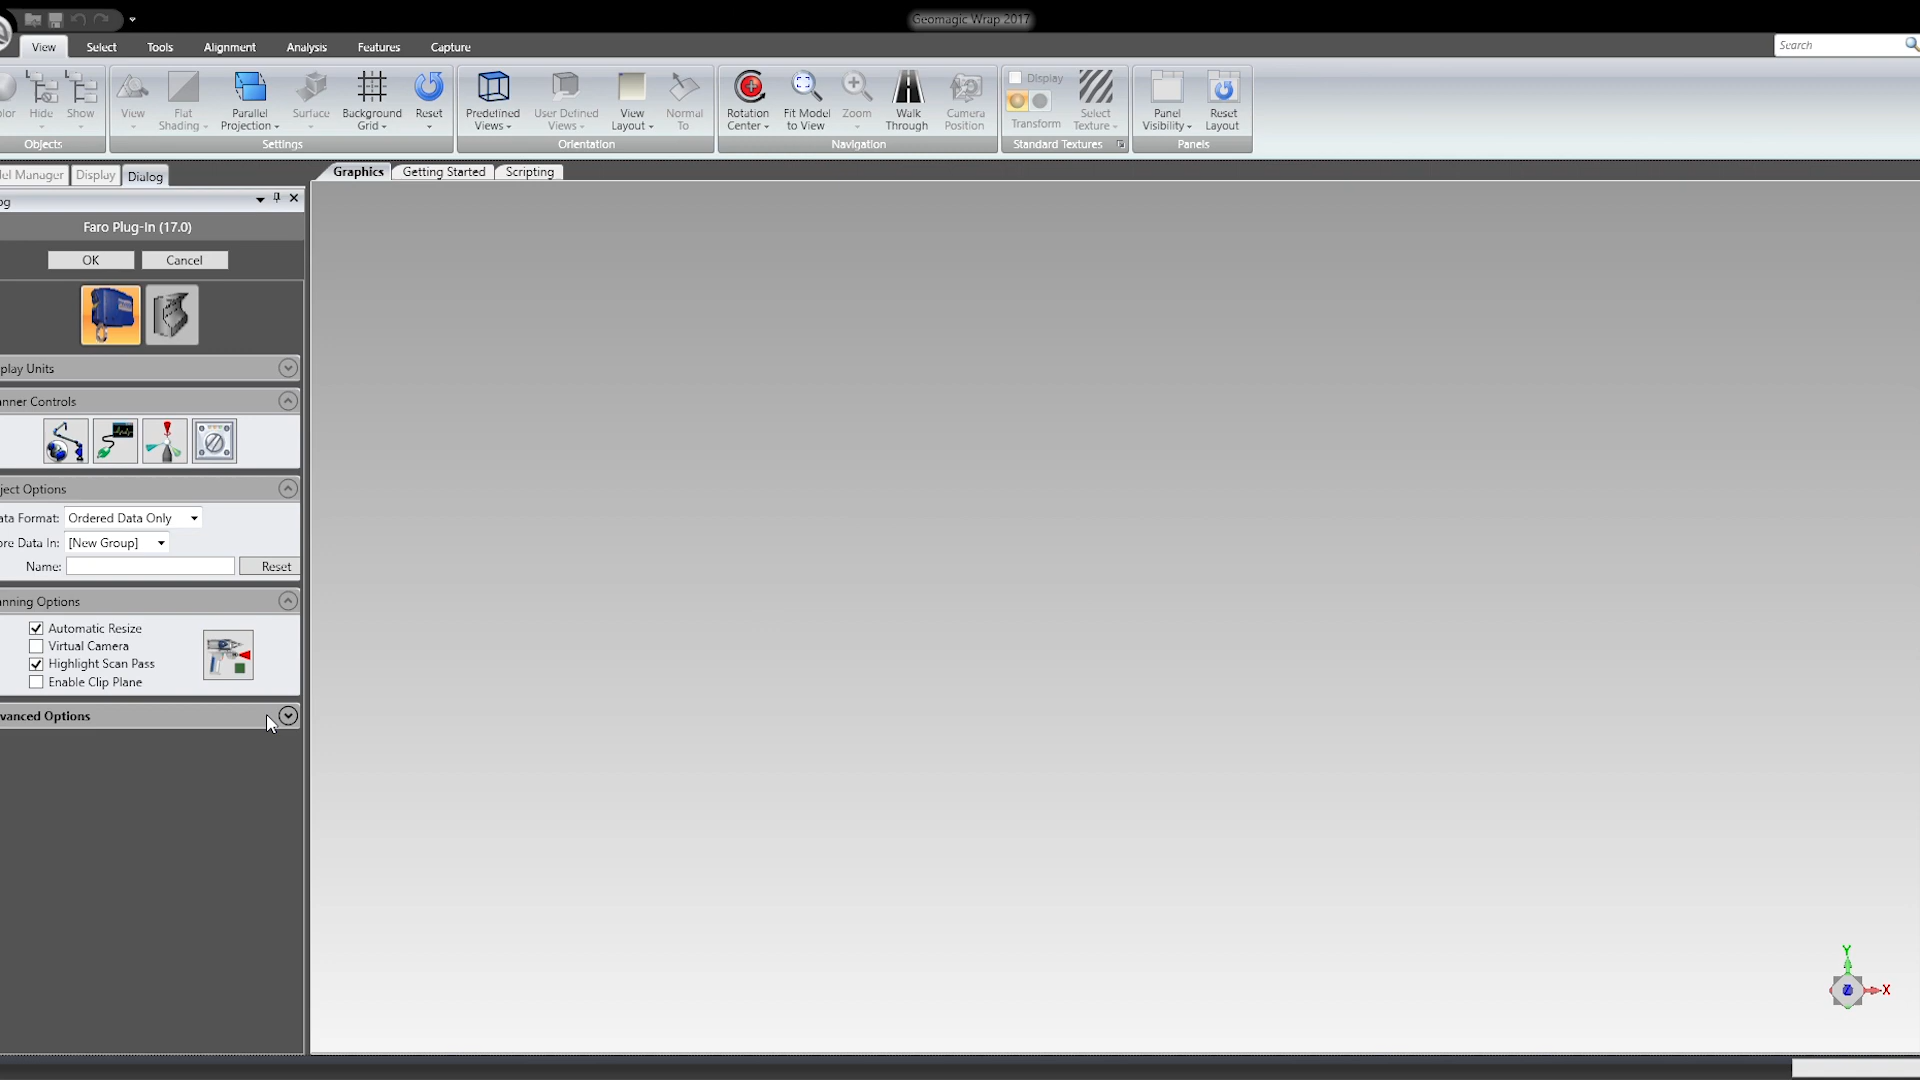 Geomagic Wrap 2017
View Select Tools Alignment Analysis Features Capture
Search
Hide Show
Objects
View Flat Shading Parallel Projection Surface Background Grid Reset
Settings
Predefined Views User Defined Views View Layout Normal To
Orientation
Rotation Center Fit Model to View Zoom Walk Through Camera Position
Navigation
Display
Transform Select Texture
Standard Textures
Panel Visibility Reset Layout
Panels
el Manager Display Dialog
Graphics Getting Started Scripting
og
Faro Plug-In (17.0)
OK Cancel
play Units
nner Controls
ject Options
ata Format: Ordered Data Only
ore Data In: [New Group]
Name: Reset
nning Options
Automatic Resize
Virtual Camera
Highlight Scan Pass
Enable Clip Plane
vanced Options
Y
Z X